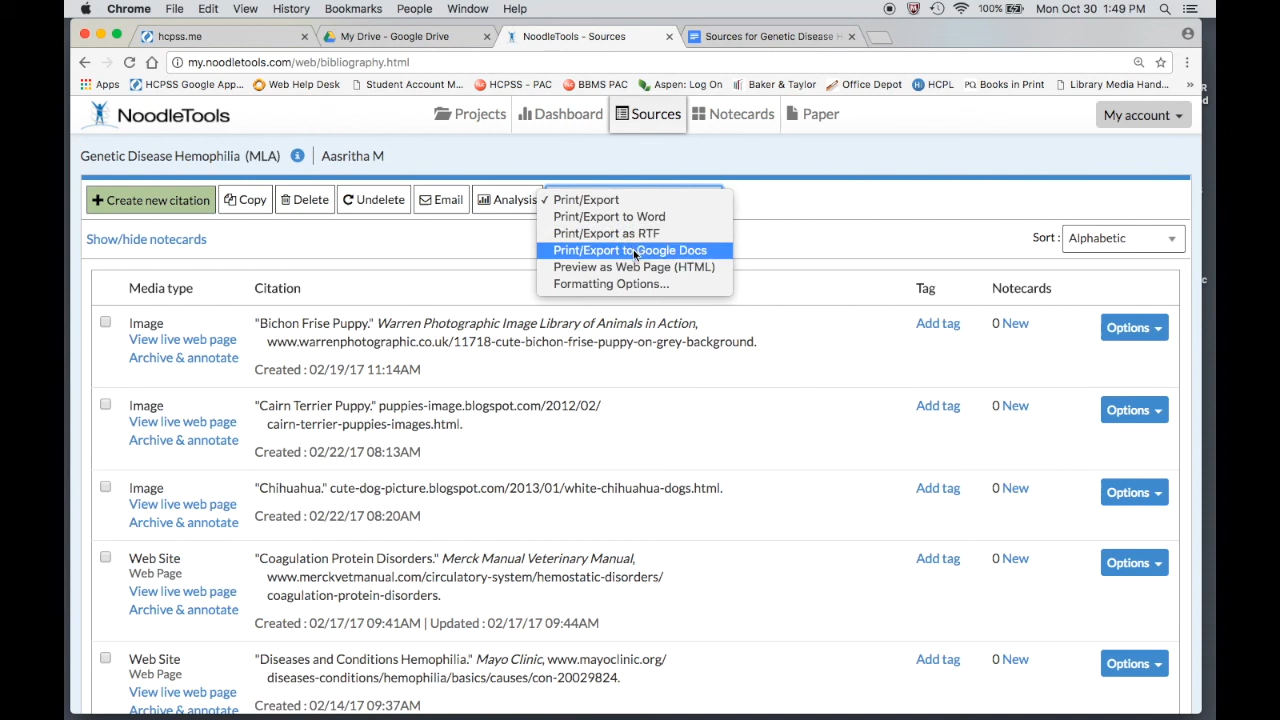 Chrome File Edit View History Bookmarks People Window Help 100% Mon Oct 30 1:49 PM
hcpss.me × My Drive - Google Drive × NoodleTools - Sources × Sources for Genetic Disease H ×
my.noodletools.com/web/bibliography.html
Apps HCPSS Google App... Web Help Desk Student Account M... HCPSS - PAC BBMS PAC Aspen: Log On Baker & Taylor Office Depot HCPL PQ Books in Print Library Media Hand... »
NoodleTools Projects Dashboard Sources Notecards Paper My account
Genetic Disease Hemophilia (MLA) Aasritha M
+ Create new citation Copy Delete Undelete Email Analysis ✓ Print/Export
Print/Export to Word
Print/Export as RTF
Print/Export to Google Docs
Preview as Web Page (HTML)
Formatting Options...
Show/hide notecards Sort : Alphabetic
Media type Citation Tag Notecards
Image "Bichon Frise Puppy." Warren Photographic Image Library of Animals in Action, Add tag 0 New Options
View live web page www.warrenphotographic.co.uk/11718-cute-bichon-frise-puppy-on-grey-background.
Archive & annotate
Created : 02/19/17 11:14AM
Image "Cairn Terrier Puppy." puppies-image.blogspot.com/2012/02/ Add tag 0 New Options
View live web page cairn-terrier-puppies-images.html.
Archive & annotate
Created : 02/22/17 08:13AM
Image "Chihuahua." cute-dog-picture.blogspot.com/2013/01/white-chihuahua-dogs.html. Add tag 0 New Options
View live web page
Archive & annotate Created : 02/22/17 08:20AM
Web Site "Coagulation Protein Disorders." Merck Manual Veterinary Manual, Add tag 0 New Options
Web Page www.merckvetmanual.com/circulatory-system/hemostatic-disorders/
View live web page coagulation-protein-disorders.
Archive & annotate
Created : 02/17/17 09:41AM | Updated : 02/17/17 09:44AM
Web Site "Diseases and Conditions Hemophilia." Mayo Clinic, www.mayoclinic.org/ Add tag 0 New Options
Web Page diseases-conditions/hemophilia/basics/causes/con-20029824.
View live web page
Archive & annotate Created : 02/14/17 09:37AM